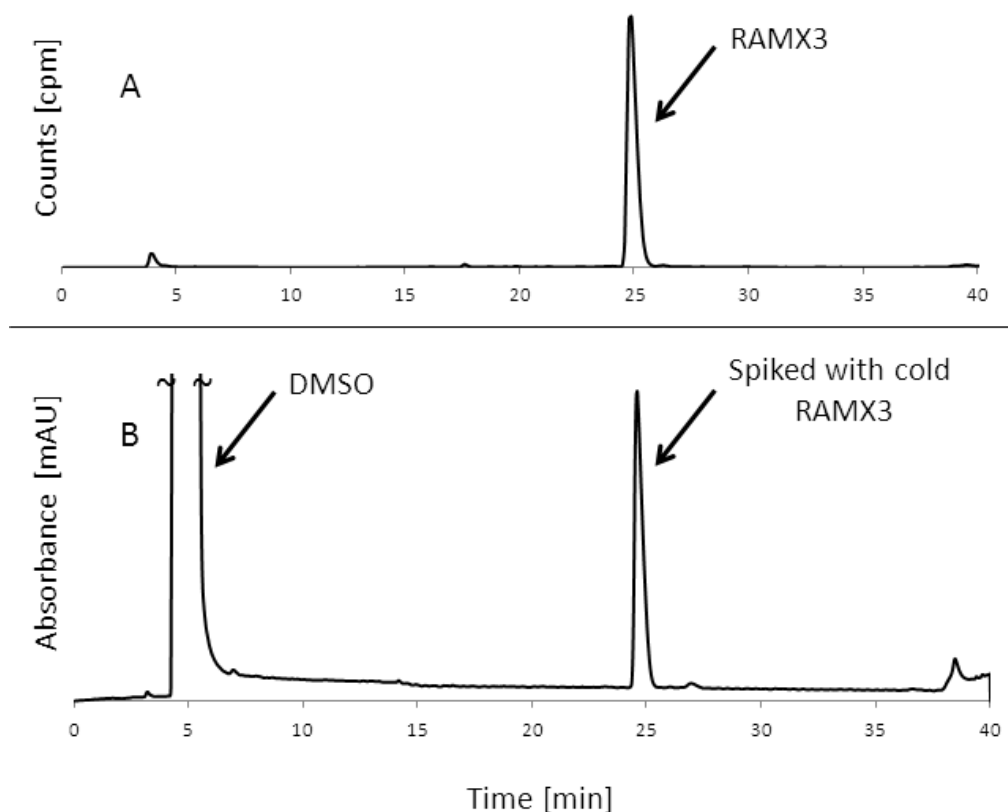 A
RAMX3
Counts [cpm]
0 5 10 15 20 25 30 35 40
B
DMSO
Spiked with cold
RAMX3
Absorbance [mAU]
0 5 10 15 20 25 30 35 40
Time [min]